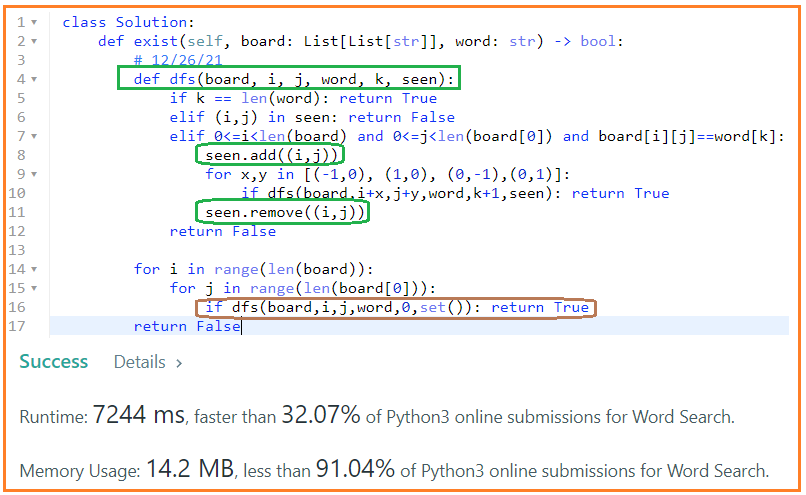 1 class Solution:
2     def exist(self, board: List[List[str]], word: str) -> bool:
3         # 12/26/21
4         def dfs(board, i, j, word, k, seen):
5             if k == len(word): return True
6             elif (i,j) in seen: return False
7             elif 0<=i<len(board) and 0<=j<len(board[0]) and board[i][j]==word[k]:
8                 seen.add((i,j))
9                 for x,y in [(-1,0), (1,0), (0,-1),(0,1)]:
10                     if dfs(board,i+x,j+y,word,k+1,seen): return True
11                 seen.remove((i,j))
12             return False
13
14         for i in range(len(board)):
15             for j in range(len(board[0])):
16                 if dfs(board,i,j,word,0,set()): return True
17         return False
Success Details >
Runtime: 7244 ms, faster than 32.07% of Python3 online submissions for Word Search.
Memory Usage: 14.2 MB, less than 91.04% of Python3 online submissions for Word Search.